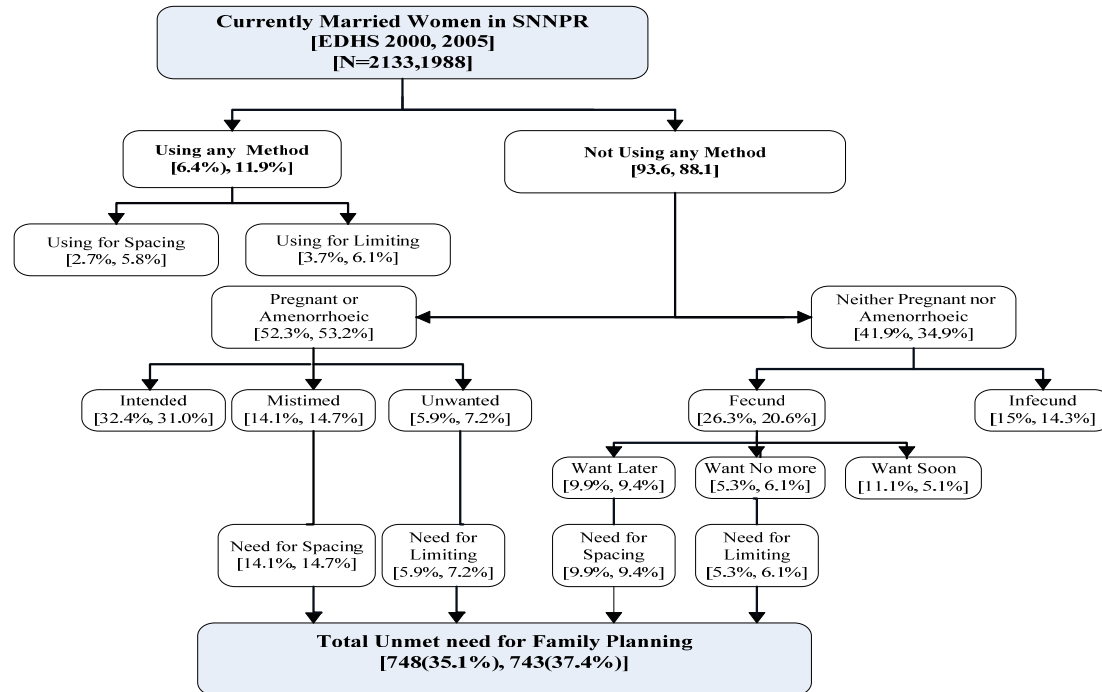 Currently Married Women in SNNPR
[EDHS 2000, 2005]
[N=2133,1988]
Using any Method
[6.4%), 11.9%]
Not Using any Method
[93.6, 88.1]
Using for Spacing
[2.7%, 5.8%]
Using for Limiting
[3.7%, 6.1%]
Pregnant or
Amenorrhoeic
[52.3%, 53.2%]
Neither Pregnant nor
Amenorrhoeic
[41.9%, 34.9%]
Intended
[32.4%, 31.0%]
Mistimed
[14.1%, 14.7%]
Unwanted
[5.9%, 7.2%]
Fecund
[26.3%, 20.6%]
Infecund
[15%, 14.3%]
Want Later
[9.9%, 9.4%]
Want No more
[5.3%, 6.1%]
Want Soon
[11.1%, 5.1%]
Need for Spacing
[14.1%, 14.7%]
Need for
Limiting
[5.9%, 7.2%]
Need for
Spacing
[9.9%, 9.4%]
Need for
Limiting
[5.3%, 6.1%]
Total Unmet need for Family Planning
[748(35.1%), 743(37.4%)]